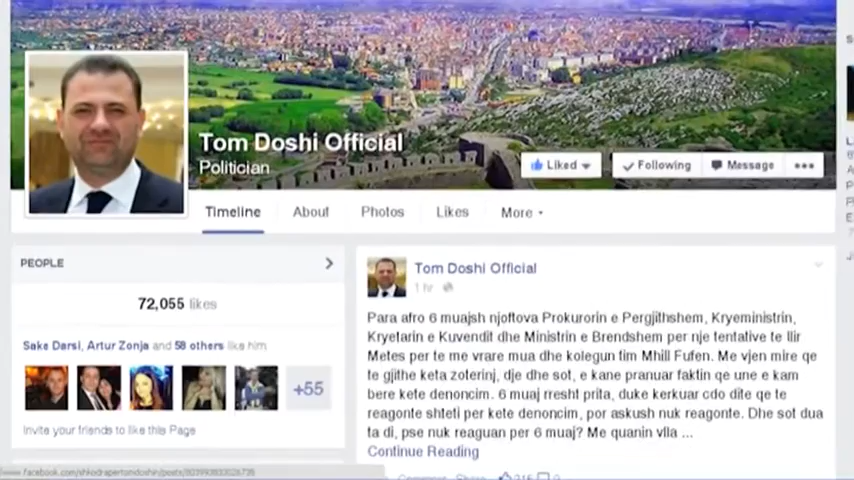 Tom Doshi Official
Politician
Liked
Following
Message
Timeline
About
Photos
Likes
More
PEOPLE
72,055 likes
Sake Darsi, Artur Zonja and 58 others like him
+55
Invite your friends to like this Page
Tom Doshi Official
1 hr
Para afro 6 muajsh njoftova Prokurorin e Pergjithshem, Kryeministrin,
Kryetarin e Kuvendit dhe Ministrin e Brendshem per nje tentative te Ilir
Metes per te me vrare mua dhe kolegun tim Mhill Fufen. Me vjen mire qe
te gjithe keta zoterinj, dje dhe sot, e kane pranuar faktin qe une e kam
bere kete denoncim. 6 muaj rresht prita, duke kerkuar cdo dite qe te
reagonte shteti per kete denoncim, por askush nuk reagonte. Dhe sot dua
ta di, pse nuk reaguan per 6 muaj? Me quanin vlla ...
Continue Reading